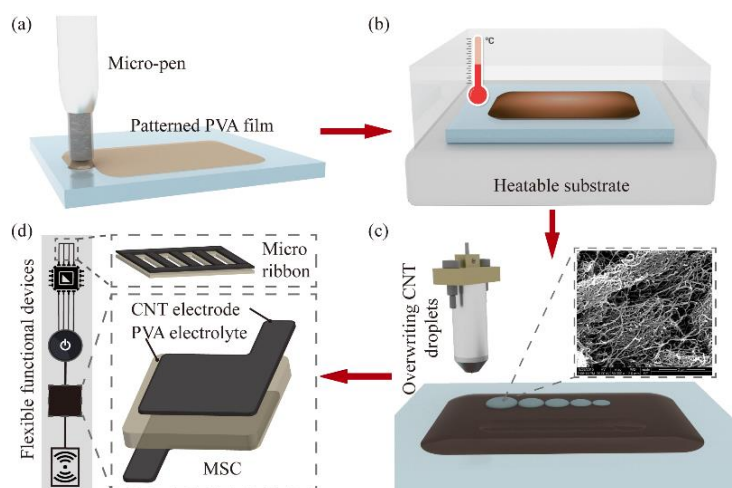 (a)
Micro-pen
Patterned PVA film
(b)
°C
Heatable substrate
(c)
Overwriting CNT
droplets
(d)
Flexible functional devices
Micro
ribbon
CNT electrode
PVA electrolyte
MSC